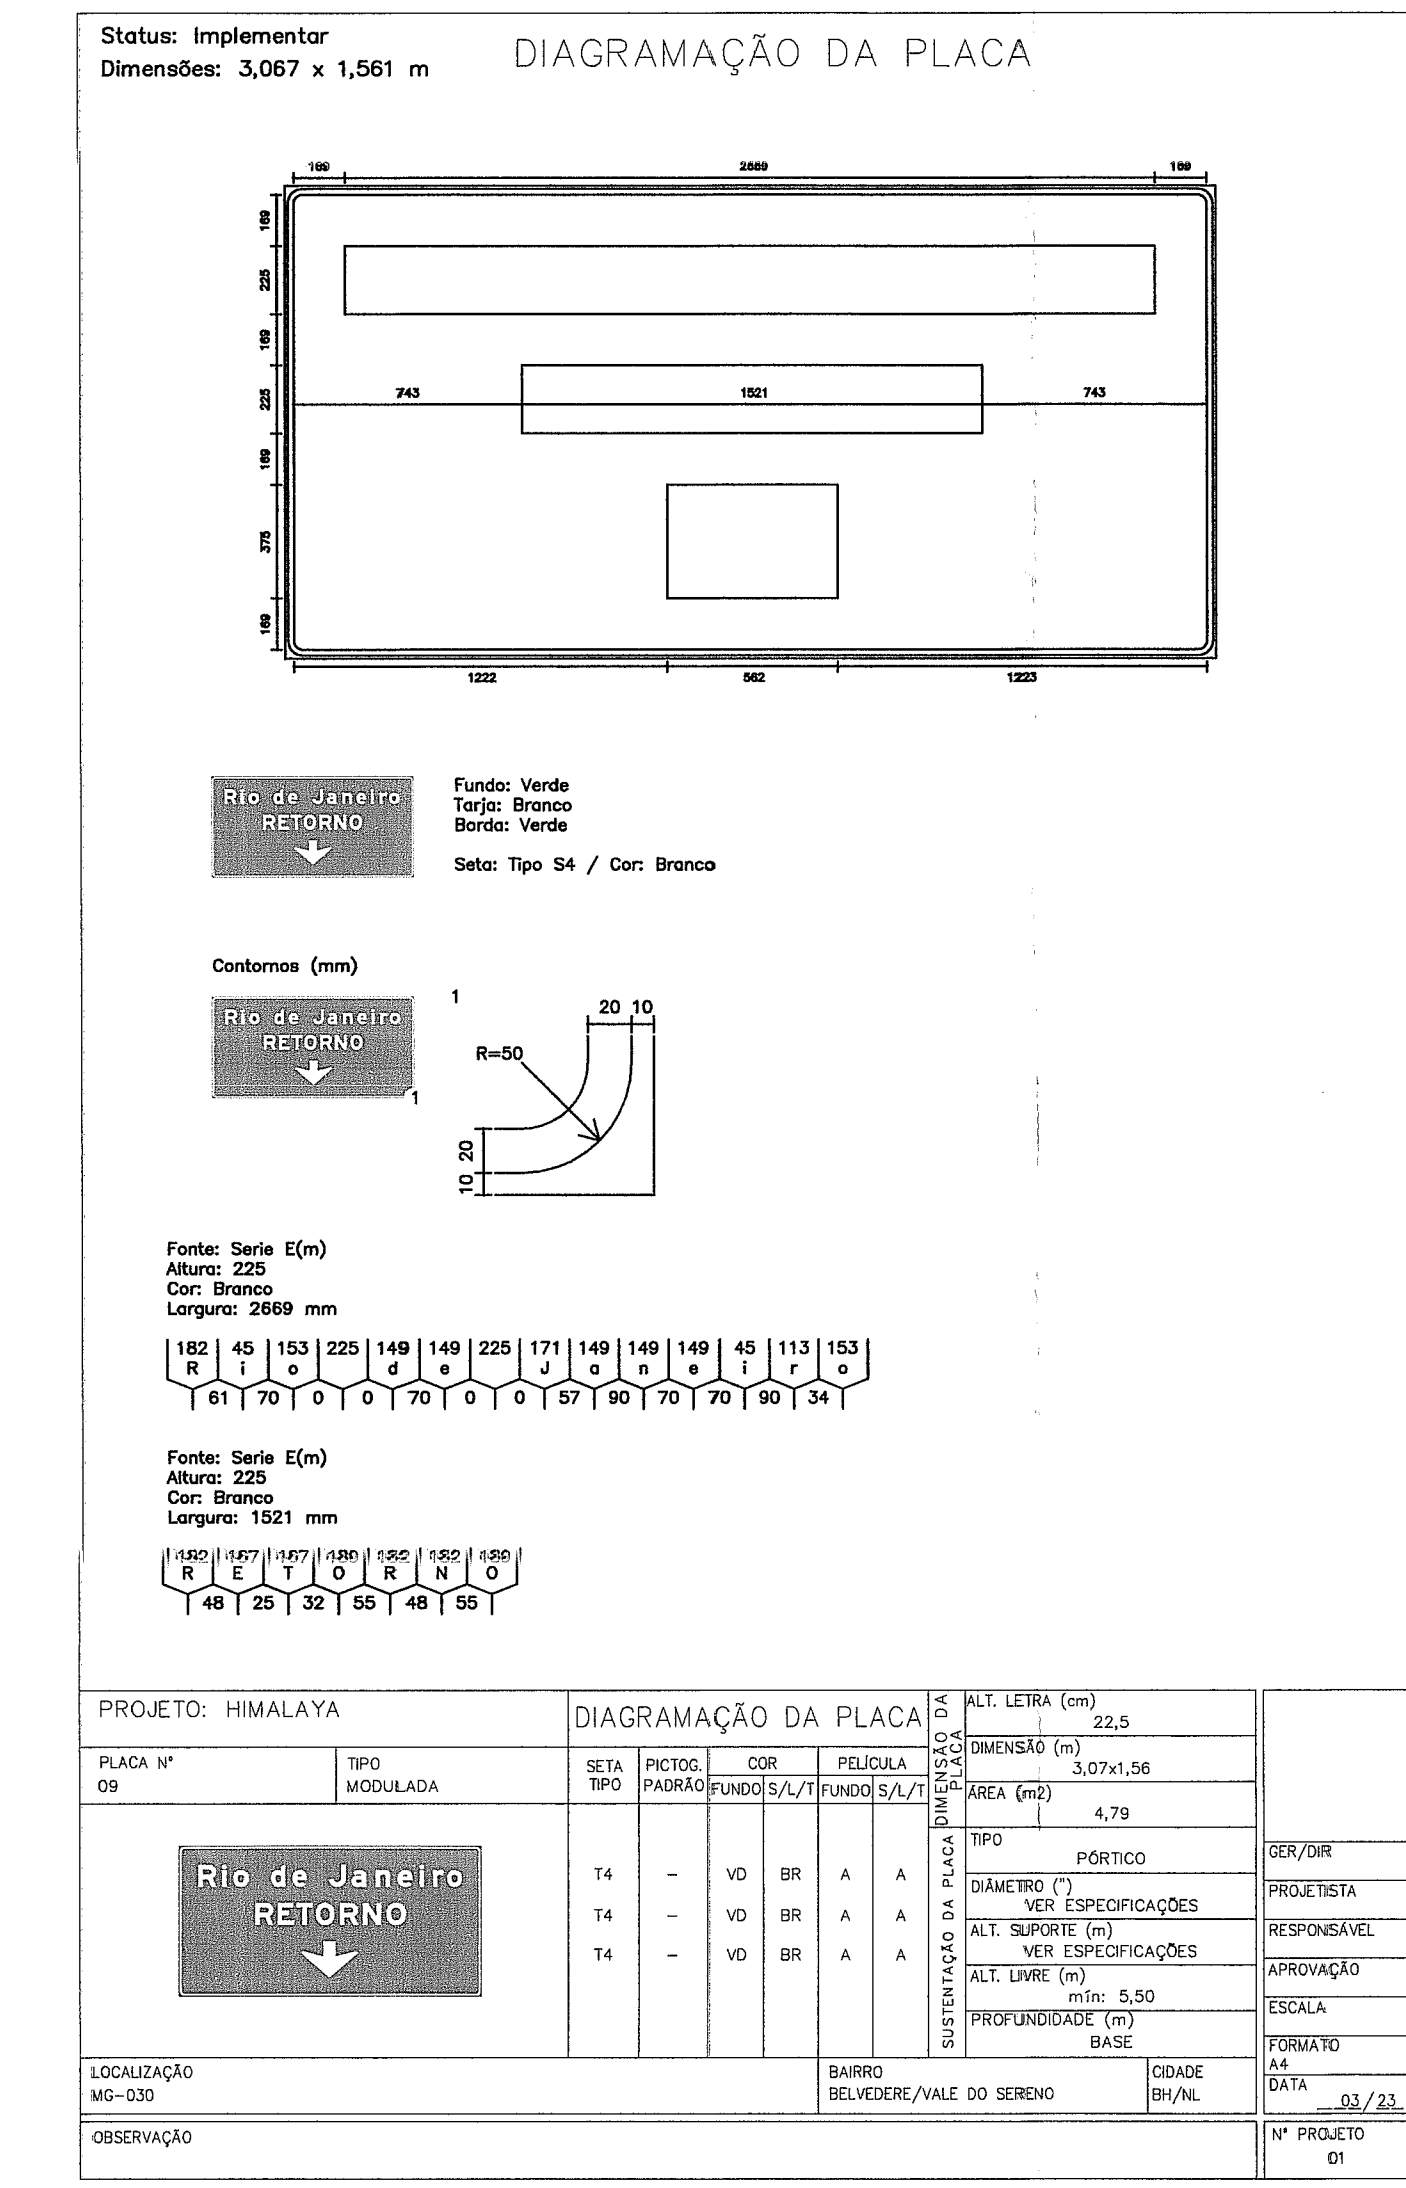 Status: Implementar
Dimensões: 3,067 x 1,561 m
DIAGRAMAÇÃO DA PLACA
169 2669 169
169
225
169
225
169
375
169
743 1521 743
1222 562 1223
Rio de Janeiro
RETORNO
Fundo: Verde
Tarja: Branco
Borda: Verde
Seta: Tipo S4 / Cor: Branco
Contornos (mm)
Rio de Janeiro
RETORNO
1
1
20 10
R=50
20
10
Fonte: Serie E(m)
Altura: 225
Cor: Branco
Largura: 2669 mm
182 45 153 225 149 149 225 171 149 149 149 45 113 153
R i o d e J a n e i r o
61 70 0 0 70 0 0 57 90 70 70 90 34
Fonte: Serie E(m)
Altura: 225
Cor: Branco
Largura: 1521 mm
R E T O R N O
48 25 32 55 48 55
PROJETO: HIMALAYA
PLACA Nº
09
TIPO
MODULADA
Rio de Janeiro
RETORNO
DIAGRAMAÇÃO DA PLACA
SETA TIPO PICTOG. PADRÃO COR PELÍCULA
FUNDO S/L/T FUNDO S/L/T
T4 – VD BR A A
T4 – VD BR A A
T4 – VD BR A A
DIMENSÃO DA PLACA
ALT. LETRA (cm)
22,5
DIMENSÃO (m)
3,07x1,56
ÁREA (m2)
4,79
SUSTENTAÇÃO DA PLACA
TIPO
PÓRTICO
DIÂMETRO (")
VER ESPECIFICAÇÕES
ALT. SUPORTE (m)
VER ESPECIFICAÇÕES
ALT. LIVRE (m)
mín: 5,50
PROFUNDIDADE (m)
BASE
LOCALIZAÇÃO
MG-030
BAIRRO
BELVEDERE/VALE DO SERENO
CIDADE
BH/NL
OBSERVAÇÃO
GER/DIR
PROJETISTA
RESPONSÁVEL
APROVAÇÃO
ESCALA
FORMATO
A4
DATA
03/23
Nº PROJETO
01